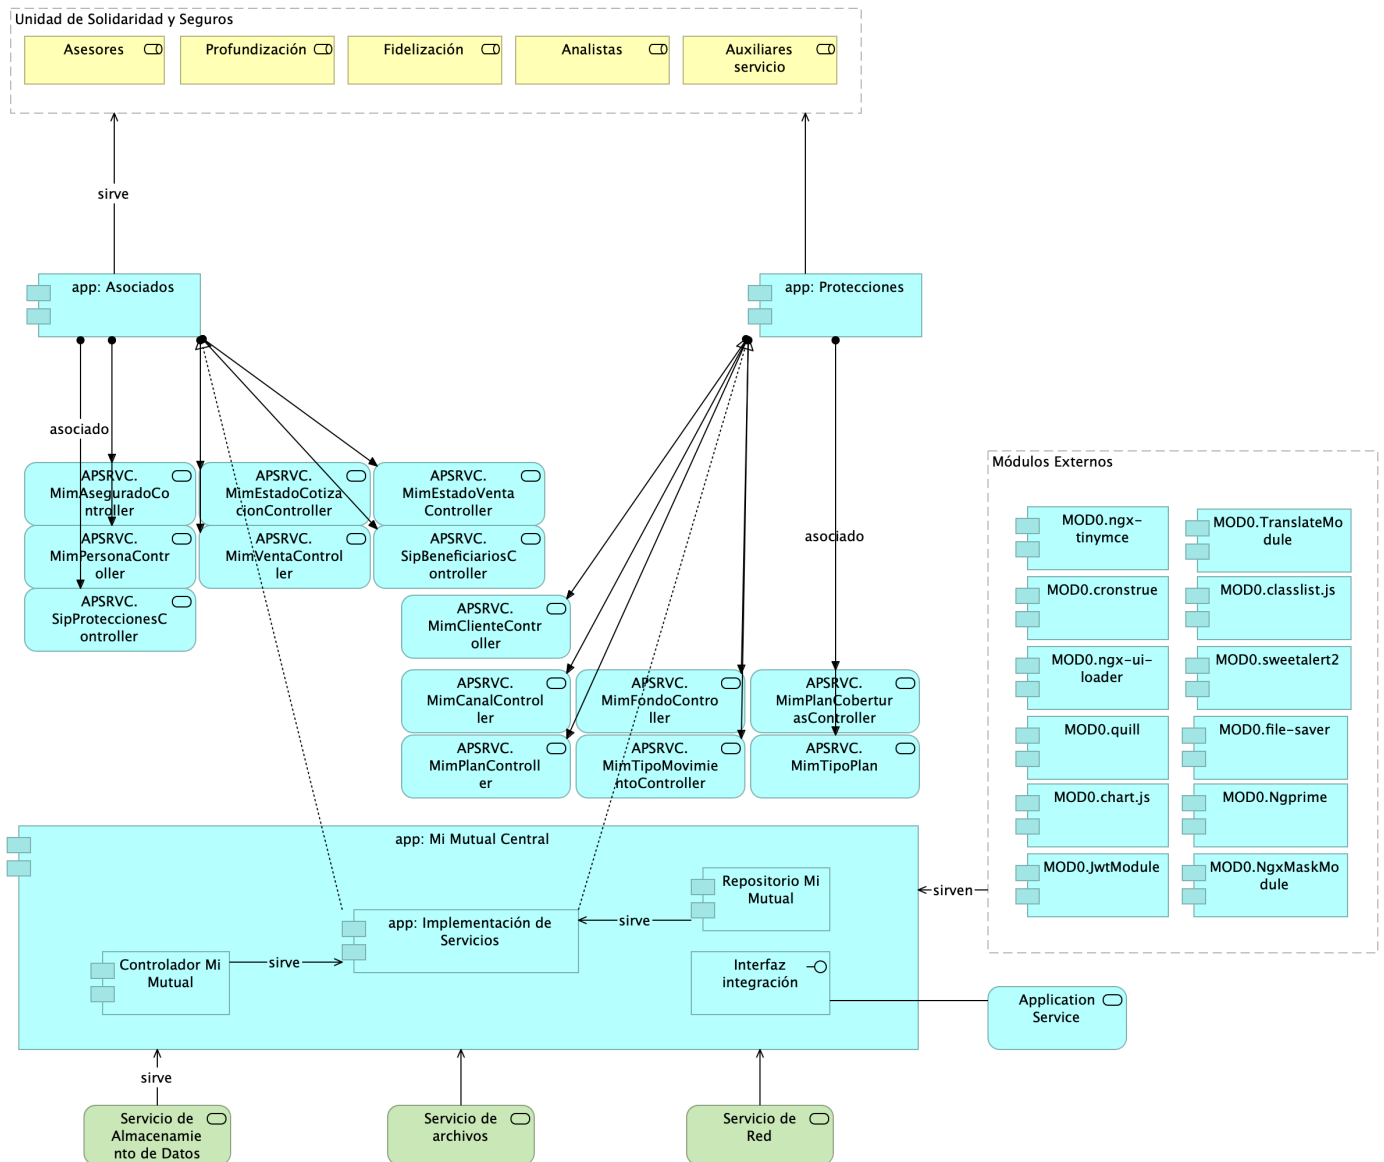 Unidad de Solidaridad y Seguros
Asesores
Profundización
Fidelización
Analistas
Auxiliares
servicio
sirve
app: Asociados
app: Protecciones
asociado
APSRVC.
MimAseguradoCo
ntroller
APSRVC.
MimEstadoCotiza
cionController
APSRVC.
MimEstadoVenta
Controller
APSRVC.
MimPersonaContr
oller
APSRVC.
MimVentaControl
ler
APSRVC.
SipBeneficiariosC
ontroller
APSRVC.
SipProteccionesC
ontroller
asociado
APSRVC.
MimClienteContr
oller
APSRVC.
MimCanalControl
ler
APSRVC.
MimFondoContro
ller
APSRVC.
MimPlanCobertur
asController
APSRVC.
MimPlanControll
er
APSRVC.
MimTipoMovimie
ntoController
APSRVC.
MimTipoPlan
Módulos Externos
MOD0.ngx-
tinymce
MOD0.TranslateMo
dule
MOD0.cronstrue
MOD0.classlist.js
MOD0.ngx-ui-
loader
MOD0.sweetalert2
MOD0.quill
MOD0.file-saver
MOD0.chart.js
MOD0.Ngprime
MOD0.JwtModule
MOD0.NgxMaskMo
dule
sirven
app: Mi Mutual Central
Repositorio Mi
Mutual
app: Implementación de
Servicios
sirve
Controlador Mi
Mutual
sirve
Interfaz
integración
Application
Service
sirve
Servicio de
Almacenamie
nto de Datos
Servicio de
archivos
Servicio de
Red